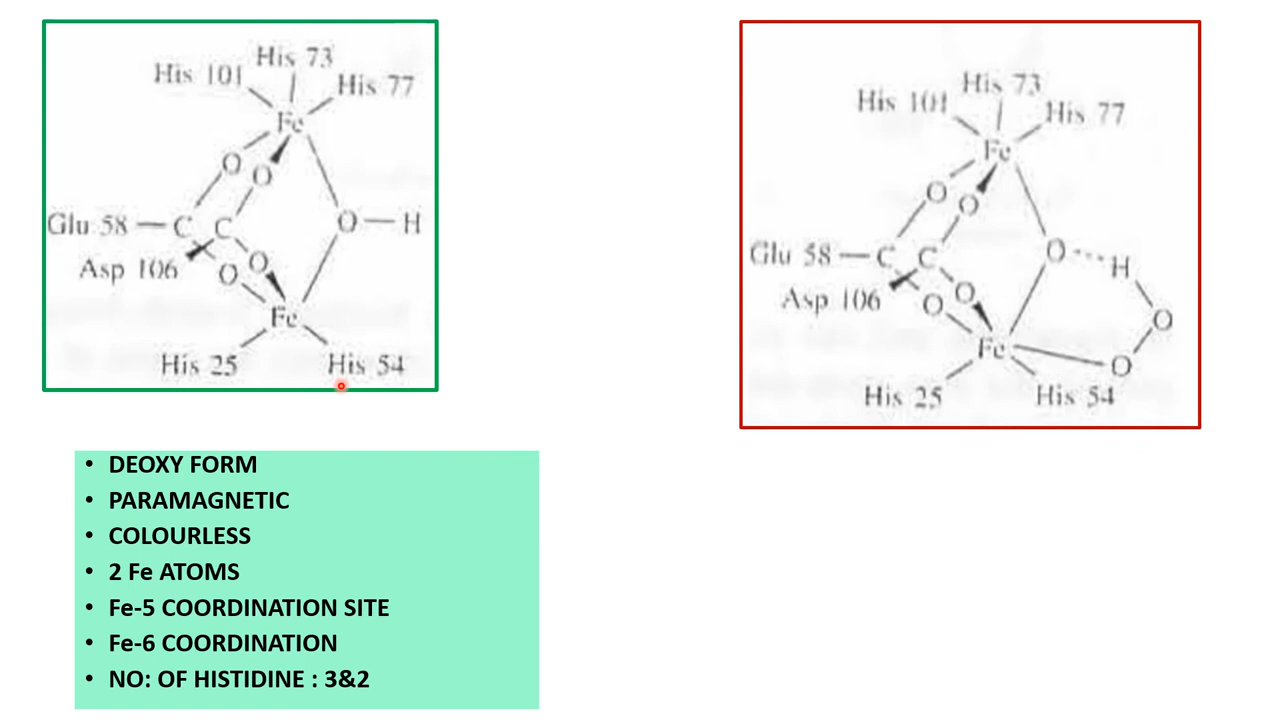 His 73
His 101
His 77
Fe
O
O
Glu 58 — C C
O — H
Asp 106
O
O
Fe
His 25
His 54
His 73
His 101
His 77
Fe
O
O
Glu 58 — C C
O
H
Asp 106
O
O
O
Fe
O
His 25
His 54
• DEOXY FORM
• PARAMAGNETIC
• COLOURLESS
• 2 Fe ATOMS
• Fe-5 COORDINATION SITE
• Fe-6 COORDINATION
• NO: OF HISTIDINE : 3&2